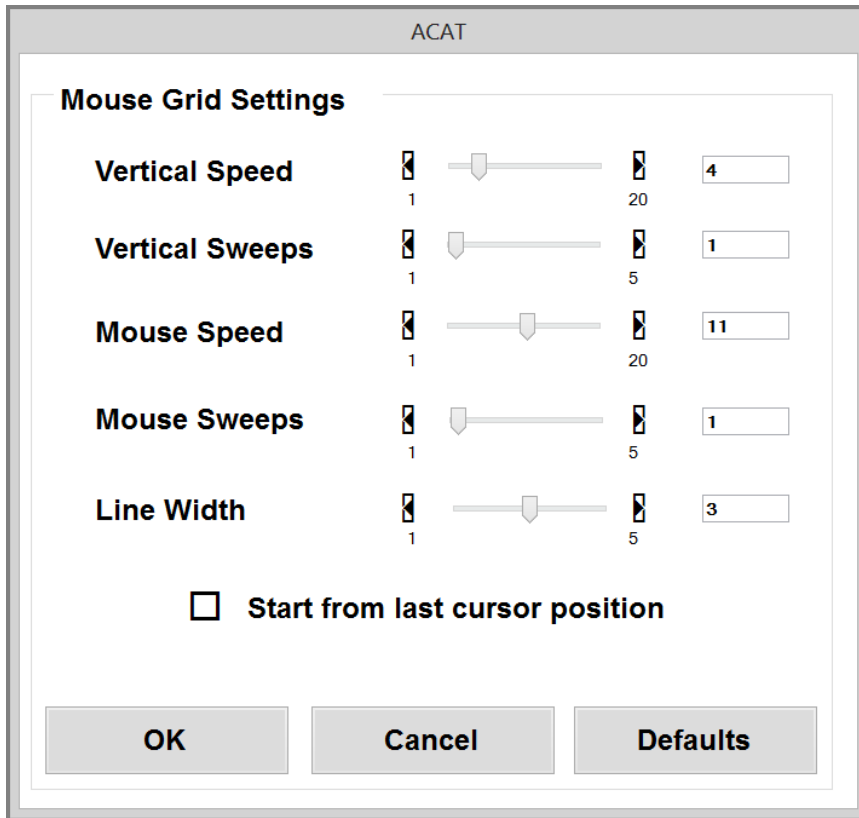 ACAT
Mouse Grid Settings
Vertical Speed 4
1 20
Vertical Sweeps 1
1 5
Mouse Speed 11
1 20
Mouse Sweeps 1
1 5
Line Width 3
1 5
Start from last cursor position
OK Cancel Defaults